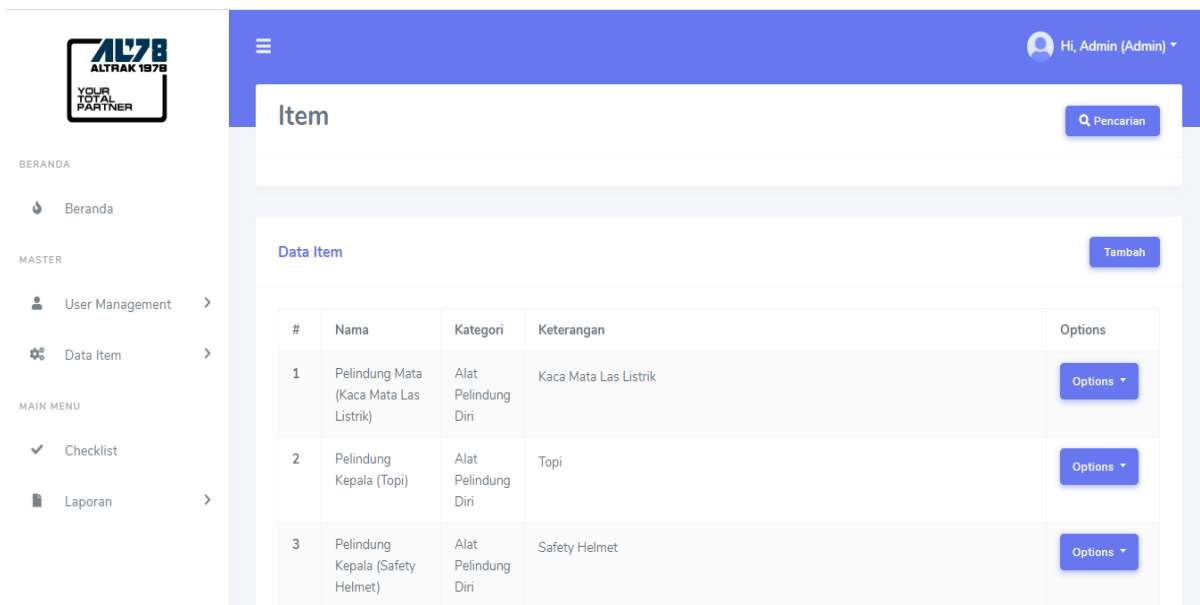 AL78
ALTRAK 1978
YOUR
TOTAL
PARTNER
Hi, Admin (Admin)
Item
Pencarian
BERANDA
Beranda
MASTER
User Management
Data Item
MAIN MENU
Checklist
Laporan
Data Item
Tambah
# Nama Kategori Keterangan Options
1 Pelindung Mata Alat Kaca Mata Las Listrik Options
(Kaca Mata Las Pelindung
Listrik) Diri
2 Pelindung Alat Topi Options
Kepala (Topi) Pelindung
Diri
3 Pelindung Alat Safety Helmet Options
Kepala (Safety Pelindung
Helmet) Diri